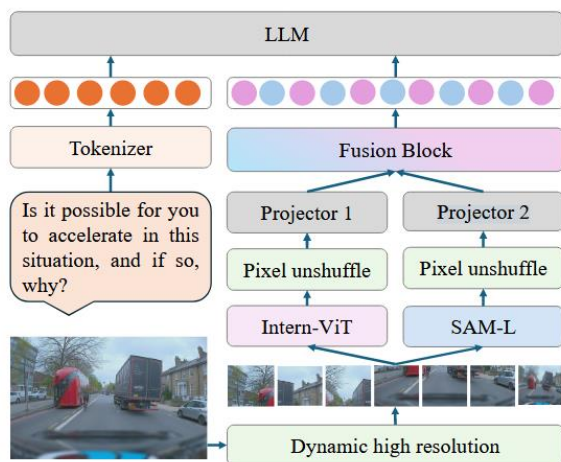 LLM
Tokenizer
Fusion Block
Is it possible for you
to accelerate in this
situation, and if so,
why?
Projector 1
Projector 2
Pixel unshuffle
Pixel unshuffle
Intern-ViT
SAM-L
Dynamic high resolution